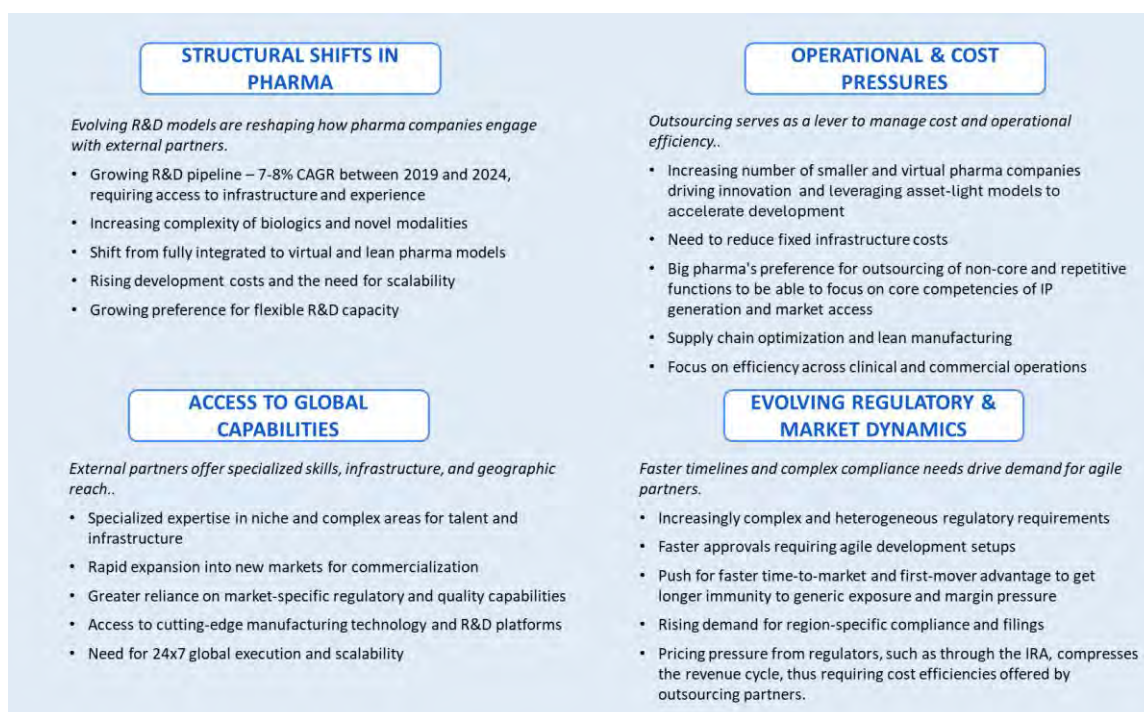 STRUCTURAL SHIFTS IN
PHARMA
Evolving R&D models are reshaping how pharma companies engage
with external partners.
• Growing R&D pipeline – 7-8% CAGR between 2019 and 2024,
requiring access to infrastructure and experience
• Increasing complexity of biologics and novel modalities
• Shift from fully integrated to virtual and lean pharma models
• Rising development costs and the need for scalability
• Growing preference for flexible R&D capacity
OPERATIONAL & COST
PRESSURES
Outsourcing serves as a lever to manage cost and operational
efficiency..
• Increasing number of smaller and virtual pharma companies
driving innovation and leveraging asset-light models to
accelerate development
• Need to reduce fixed infrastructure costs
• Big pharma's preference for outsourcing of non-core and repetitive
functions to be able to focus on core competencies of IP
generation and market access
• Supply chain optimization and lean manufacturing
• Focus on efficiency across clinical and commercial operations
ACCESS TO GLOBAL
CAPABILITIES
External partners offer specialized skills, infrastructure, and geographic
reach..
• Specialized expertise in niche and complex areas for talent and
infrastructure
• Rapid expansion into new markets for commercialization
• Greater reliance on market-specific regulatory and quality capabilities
• Access to cutting-edge manufacturing technology and R&D platforms
• Need for 24x7 global execution and scalability
EVOLVING REGULATORY &
MARKET DYNAMICS
Faster timelines and complex compliance needs drive demand for agile
partners.
• Increasingly complex and heterogeneous regulatory requirements
• Faster approvals requiring agile development setups
• Push for faster time-to-market and first-mover advantage to get
longer immunity to generic exposure and margin pressure
• Rising demand for region-specific compliance and filings
• Pricing pressure from regulators, such as through the IRA, compresses
the revenue cycle, thus requiring cost efficiencies offered by
outsourcing partners.